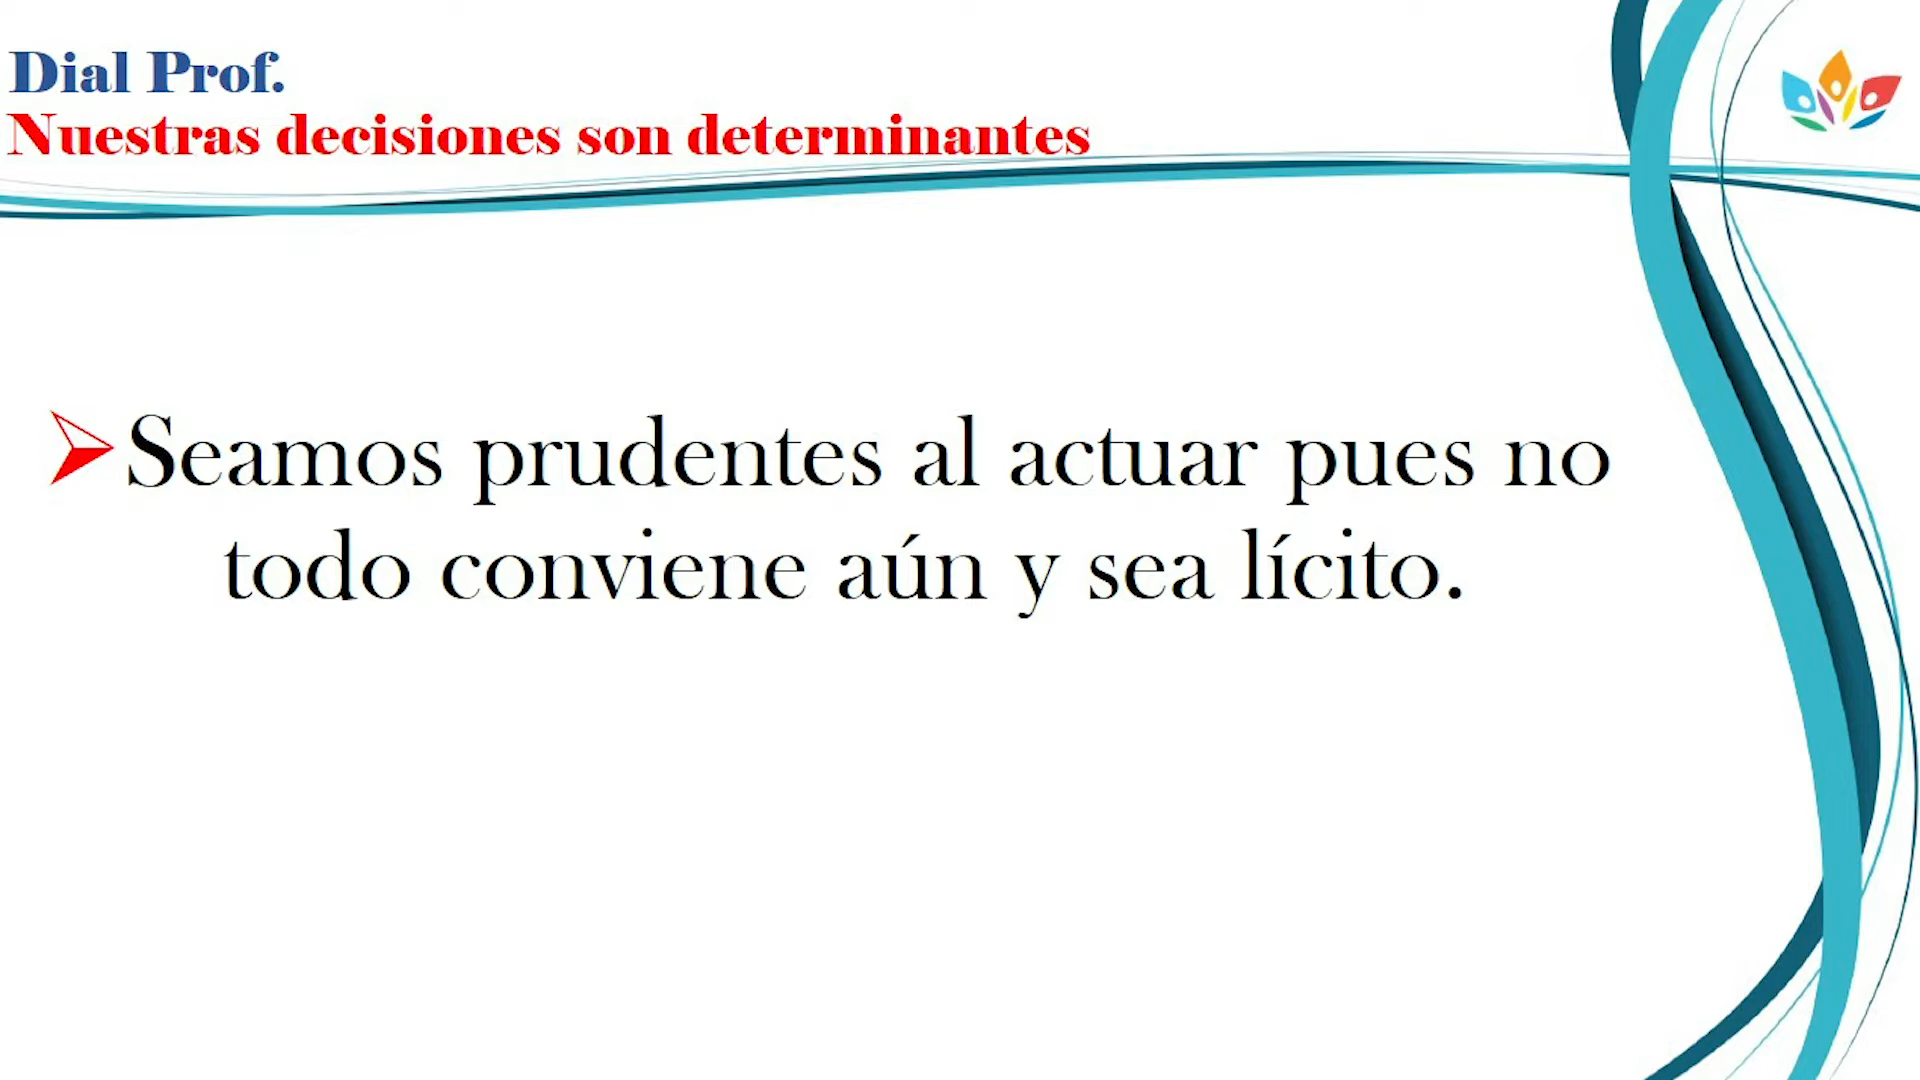 Dial Prof.
Nuestras decisiones son determinantes
Seamos prudentes al actuar pues no
todo conviene aún y sea lícito.